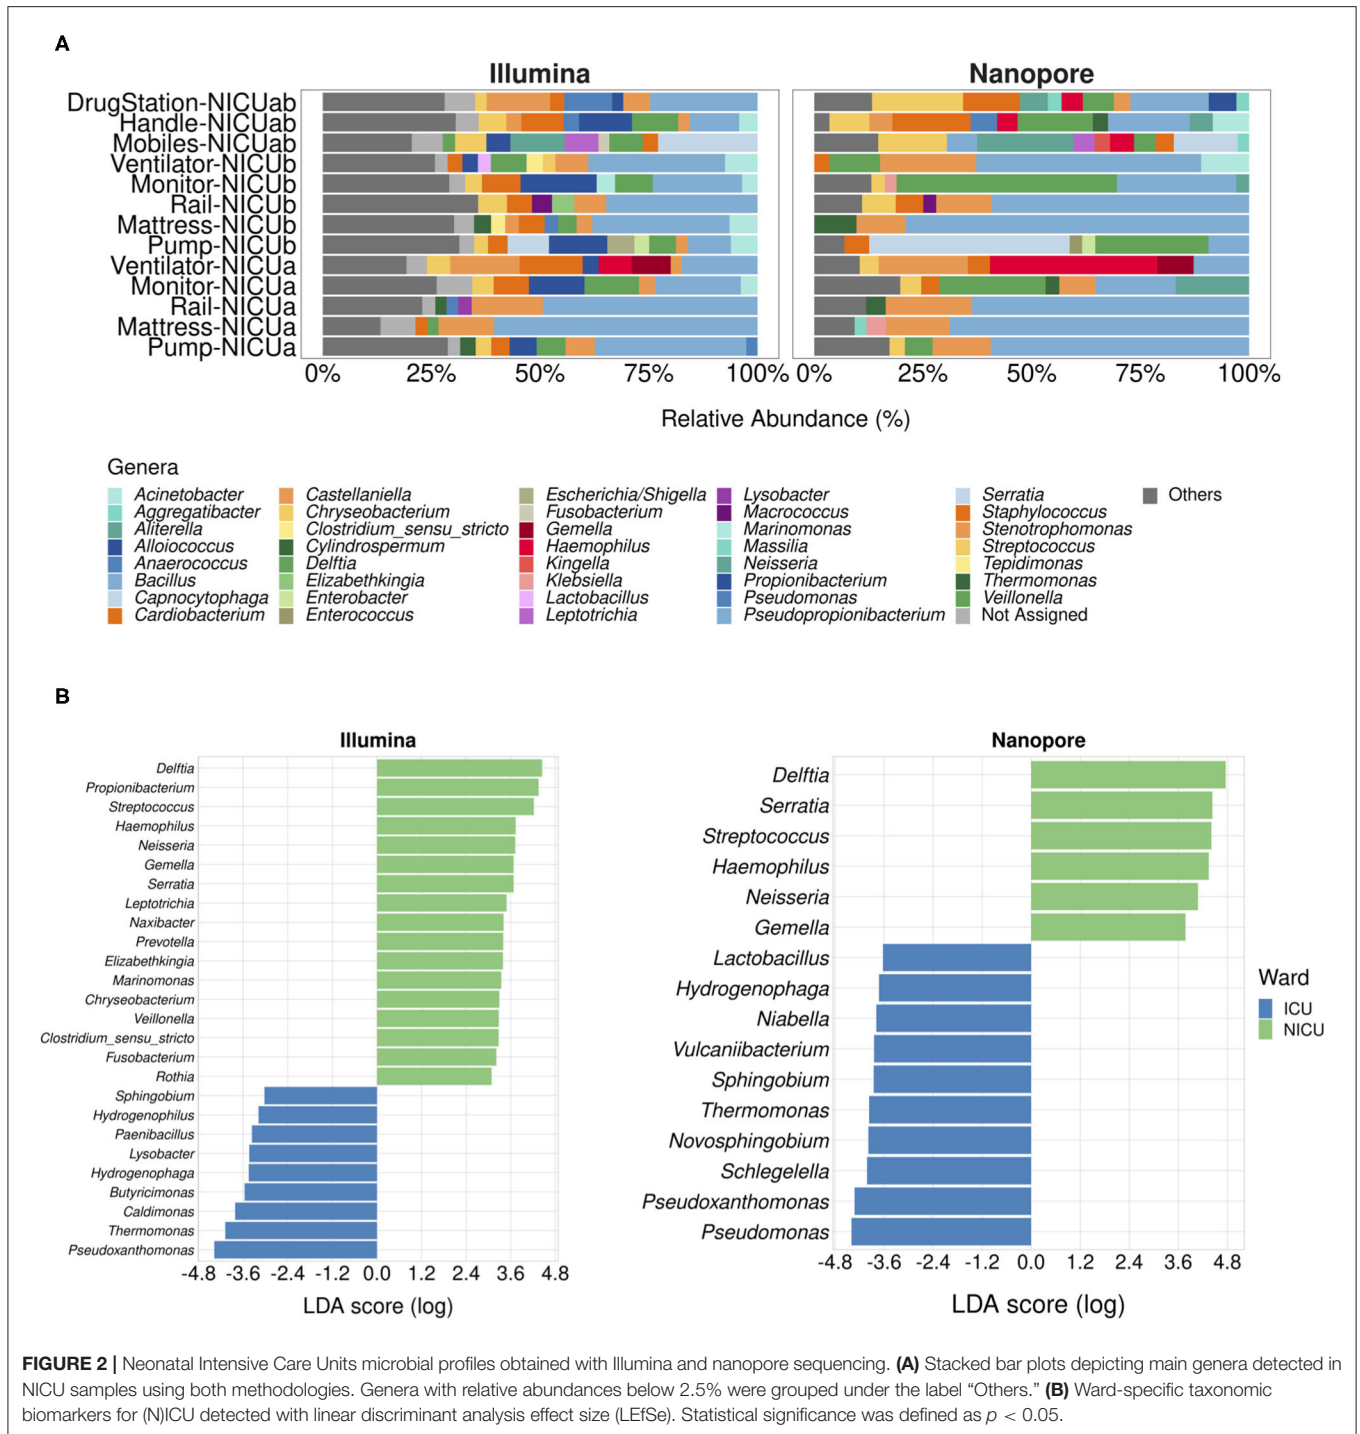 A
Illumina
Nanopore
DrugStation-NICUab
Handle-NICUab
Mobiles-NICUab
Ventilator-NICUb
Monitor-NICUb
Rail-NICUb
Mattress-NICUb
Pump-NICUb
Ventilator-NICUa
Monitor-NICUa
Rail-NICUa
Mattress-NICUa
Pump-NICUa
0% 25% 50% 75% 100% 0% 25% 50% 75% 100%
Relative Abundance (%)
Genera
Acinetobacter
Aggregatibacter
Aliterella
Alloiococcus
Anaerococcus
Bacillus
Capnocytophaga
Cardiobacterium
Castellaniella
Chryseobacterium
Clostridium_sensu_stricto
Cylindrospermum
Delftia
Elizabethkingia
Enterobacter
Enterococcus
Escherichia/Shigella
Fusobacterium
Gemella
Haemophilus
Kingella
Klebsiella
Lactobacillus
Leptotrichia
Lysobacter
Macrococcus
Marinomonas
Massilia
Neisseria
Propionibacterium
Pseudomonas
Pseudopropionibacterium
Serratia
Staphylococcus
Stenotrophomonas
Streptococcus
Tepidimonas
Thermomonas
Veillonella
Not Assigned
Others
B
Illumina
Delftia
Propionibacterium
Streptococcus
Haemophilus
Neisseria
Gemella
Serratia
Leptotrichia
Naxibacter
Prevotella
Elizabethkingia
Marinomonas
Chryseobacterium
Veillonella
Clostridium_sensu_stricto
Fusobacterium
Rothia
Sphingobium
Hydrogenophilus
Paenibacillus
Lysobacter
Hydrogenophaga
Butyricimonas
Caldimonas
Thermomonas
Pseudoxanthomonas
-4.8 -3.6 -2.4 -1.2 0.0 1.2 2.4 3.6 4.8
LDA score (log)
Nanopore
Delftia
Serratia
Streptococcus
Haemophilus
Neisseria
Gemella
Lactobacillus
Hydrogenophaga
Niabella
Vulcaniibacterium
Sphingobium
Thermomonas
Novosphingobium
Schlegelella
Pseudoxanthomonas
Pseudomonas
-4.8 -3.6 -2.4 -1.2 0.0 1.2 2.4 3.6 4.8
LDA score (log)
Ward
ICU
NICU
FIGURE 2 | Neonatal Intensive Care Units microbial profiles obtained with Illumina and nanopore sequencing. (A) Stacked bar plots depicting main genera detected in
NICU samples using both methodologies. Genera with relative abundances below 2.5% were grouped under the label “Others.” (B) Ward-specific taxonomic
biomarkers for (N)ICU detected with linear discriminant analysis effect size (LEfSe). Statistical significance was defined as p < 0.05.